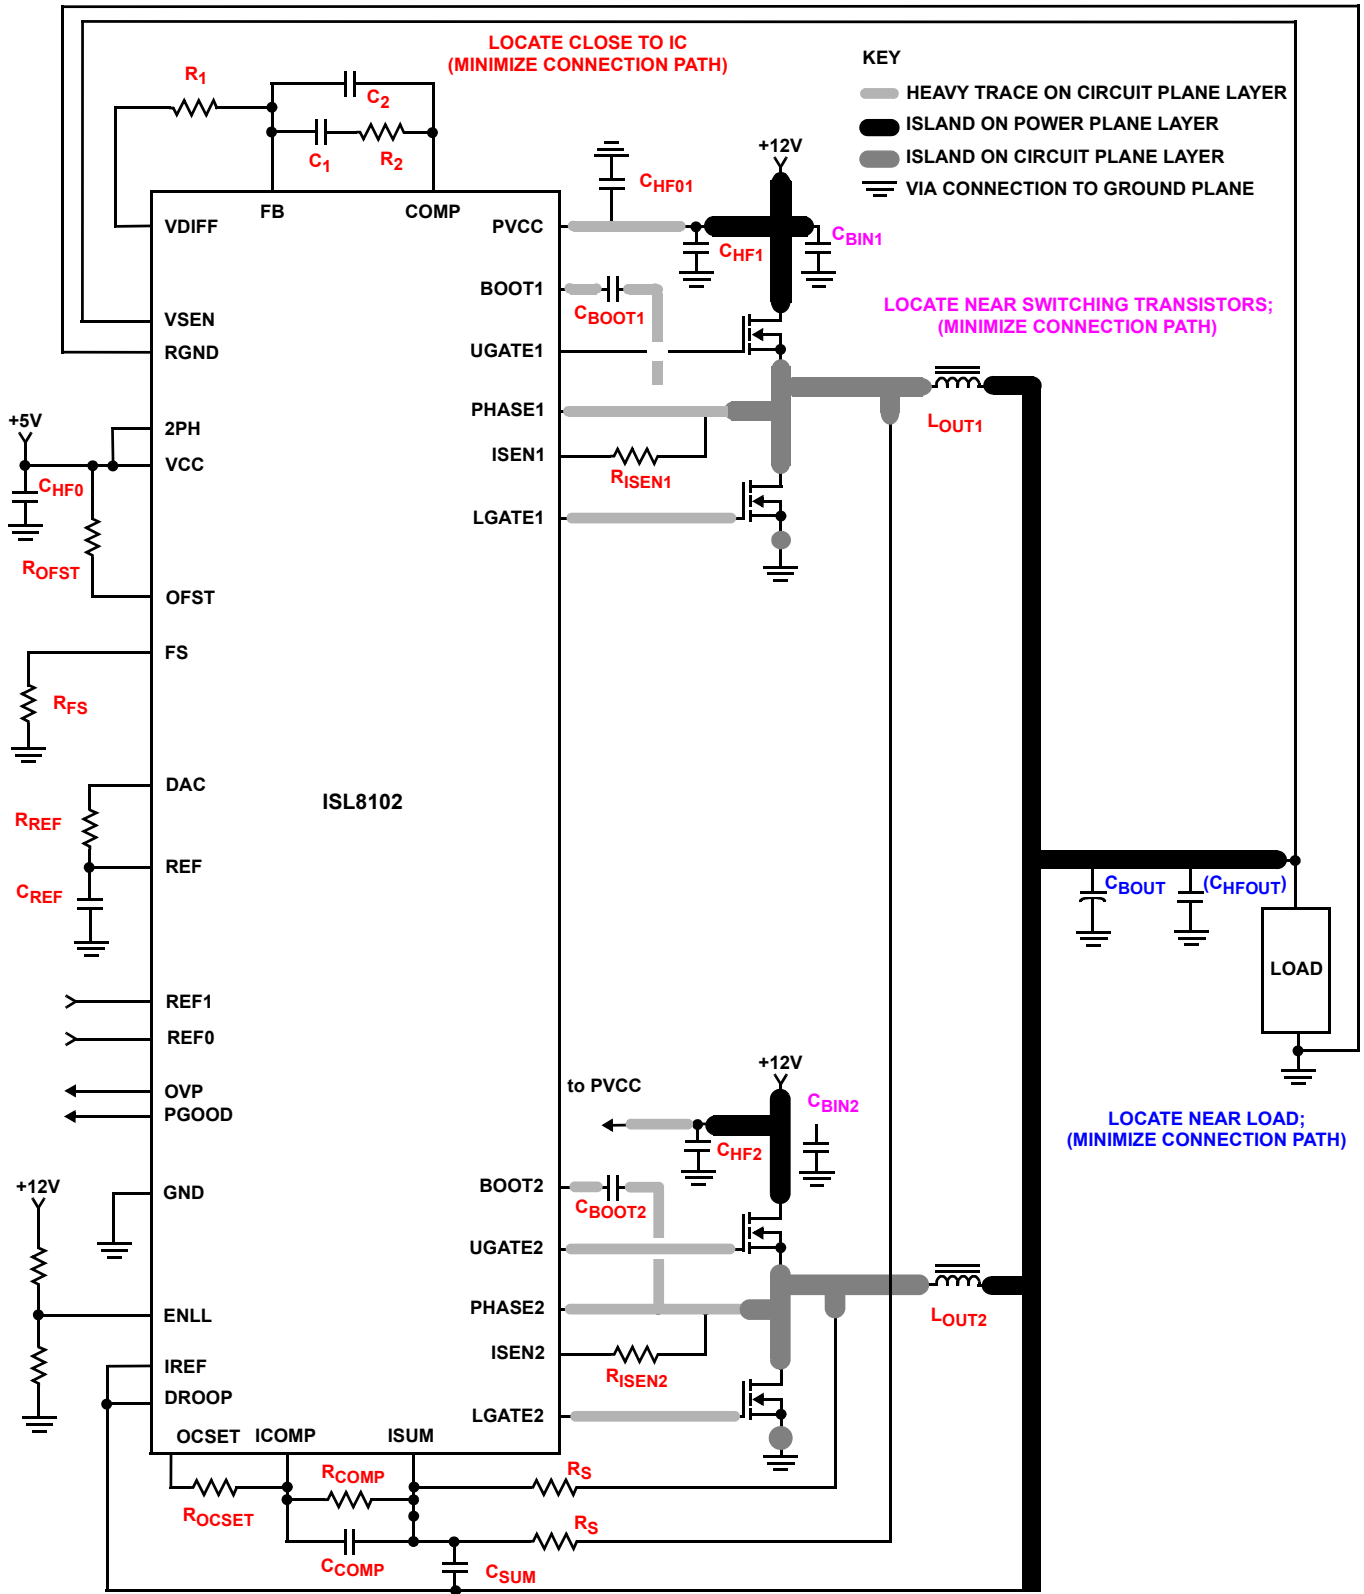 LOCATE CLOSE TO IC
(MINIMIZE CONNECTION PATH)
KEY
HEAVY TRACE ON CIRCUIT PLANE LAYER
ISLAND ON POWER PLANE LAYER
ISLAND ON CIRCUIT PLANE LAYER
VIA CONNECTION TO GROUND PLANE
R1
C2
C1
R2
+12V
CHF01
FB
COMP
VDIFF
PVCC
CHF1
CBIN1
BOOT1
CBOOT1
LOCATE NEAR SWITCHING TRANSISTORS;
(MINIMIZE CONNECTION PATH)
VSEN
RGND
UGATE1
+5V
2PH
PHASE1
LOUT1
VCC
ISEN1
CHF0
RISEN1
LGATE1
ROFST
OFST
FS
RFS
DAC
ISL8102
RREF
REF
CREF
CBOUT
(CHFOUT)
LOAD
REF1
REF0
+12V
OVP
to PVCC
PGOOD
CBIN2
LOCATE NEAR LOAD;
(MINIMIZE CONNECTION PATH)
CHF2
+12V
GND
BOOT2
CBOOT2
UGATE2
ENLL
PHASE2
LOUT2
IREF
ISEN2
RISEN2
DROOP
LGATE2
OCSET
ICOMP
ISUM
RCOMP
RS
ROCSET
RS
CCOMP
CSUM